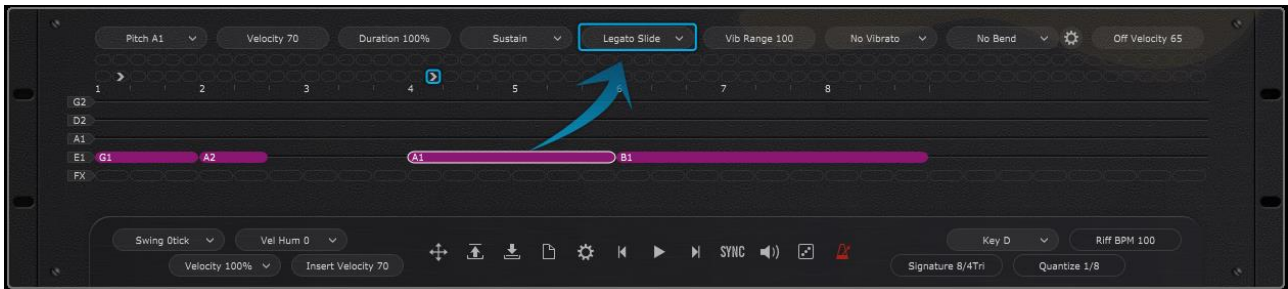 Pitch A1 Velocity 70 Duration 100% Sustain Legato Slide Vib Range 100 No Vibrato No Bend Off Velocity 65
1 2 3 4 5 6 7 8
G2
D2
A1
E1 G1 A2 A1 B1
FX
Swing 0tick Vel Hum 0 SYNC Key D Riff BPM 100
Velocity 100% Insert Velocity 70 Signature 8/4Tri Quantize 1/8